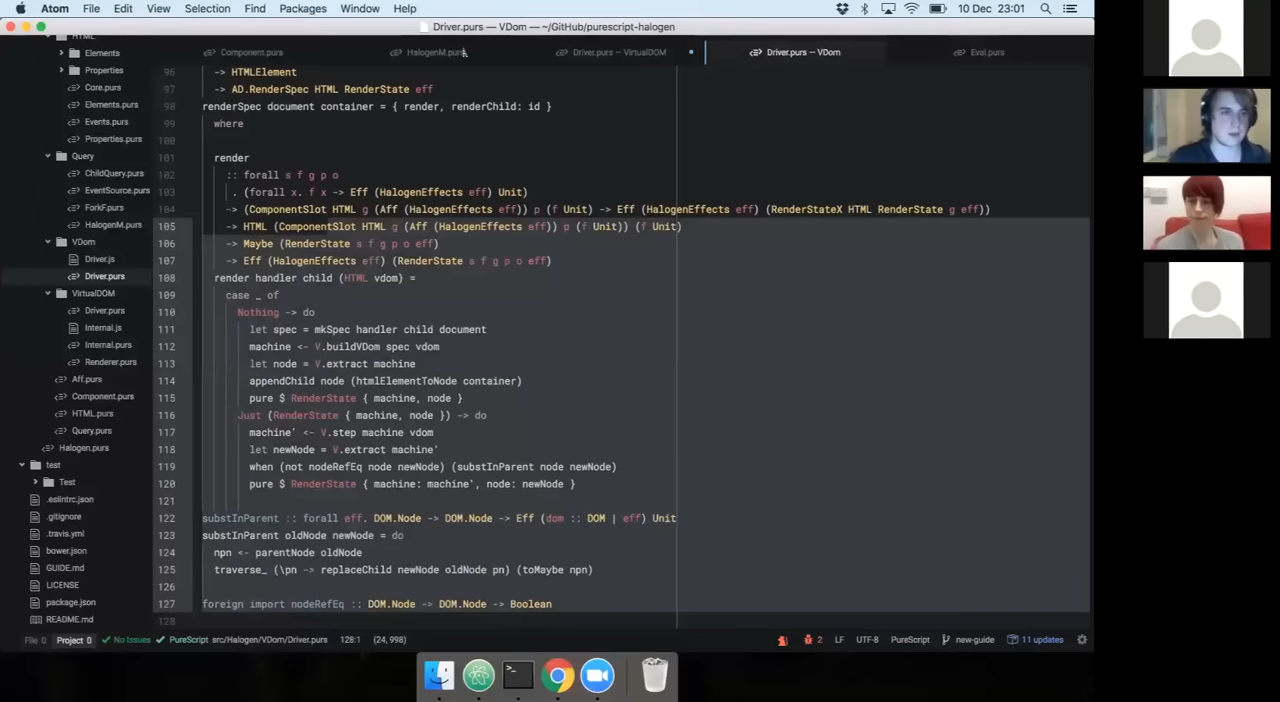 Atom File Edit View Selection Find Packages Window Help 10 Dec 23:01
Driver.purs — VDom — ~/GitHub/purescript-halogen
Component.purs HalogenM.purs Driver.purs — VirtualDOM Driver.purs — VDom Eval.purs
HTML
Elements
Properties
Core.purs
Elements.purs
Events.purs
Properties.purs
Query
ChildQuery.purs
EventSource.purs
ForkF.purs
HalogenM.purs
VDom
Driver.js
Driver.purs
VirtualDOM
Driver.purs
Internal.js
Internal.purs
Renderer.purs
Aff.purs
Component.purs
HTML.purs
Query.purs
Halogen.purs
test
Test
.eslintrc.json
.gitignore
.travis.yml
bower.json
GUIDE.md
LICENSE
package.json
README.md
96 -> HTMLElement
97 -> AD.RenderSpec HTML RenderState eff
98 renderSpec document container = { render, renderChild: id }
99 where
100
101 render
102 :: forall s f g p o
103 . (forall x. f x -> Eff (HalogenEffects eff) Unit)
104 -> (ComponentSlot HTML g (Aff (HalogenEffects eff)) p (f Unit) -> Eff (HalogenEffects eff) (RenderStateX HTML RenderState g eff))
105 -> HTML (ComponentSlot HTML g (Aff (HalogenEffects eff)) p (f Unit)) (f Unit)
106 -> Maybe (RenderState s f g p o eff)
107 -> Eff (HalogenEffects eff) (RenderState s f g p o eff)
108 render handler child (HTML vdom) =
109 case _ of
110 Nothing -> do
111 let spec = mkSpec handler child document
112 machine <- V.buildVDom spec vdom
113 let node = V.extract machine
114 appendChild node (htmlElementToNode container)
115 pure $ RenderState { machine, node }
116 Just (RenderState { machine, node }) -> do
117 machine' <- V.step machine vdom
118 let newNode = V.extract machine'
119 when (not nodeRefEq node newNode) (substInParent node newNode)
120 pure $ RenderState { machine: machine', node: newNode }
121
122 substInParent :: forall eff. DOM.Node -> DOM.Node -> Eff (dom :: DOM | eff) Unit
123 substInParent oldNode newNode = do
124 npn <- parentNode oldNode
125 traverse_ (\pn -> replaceChild newNode oldNode pn) (toMaybe npn)
126
127 foreign import nodeRefEq :: DOM.Node -> DOM.Node -> Boolean
128
File 0 Project 0 No Issues PureScript src/Halogen/VDom/Driver.purs 128:1 (24, 998) 2 LF UTF-8 PureScript new-guide 11 updates